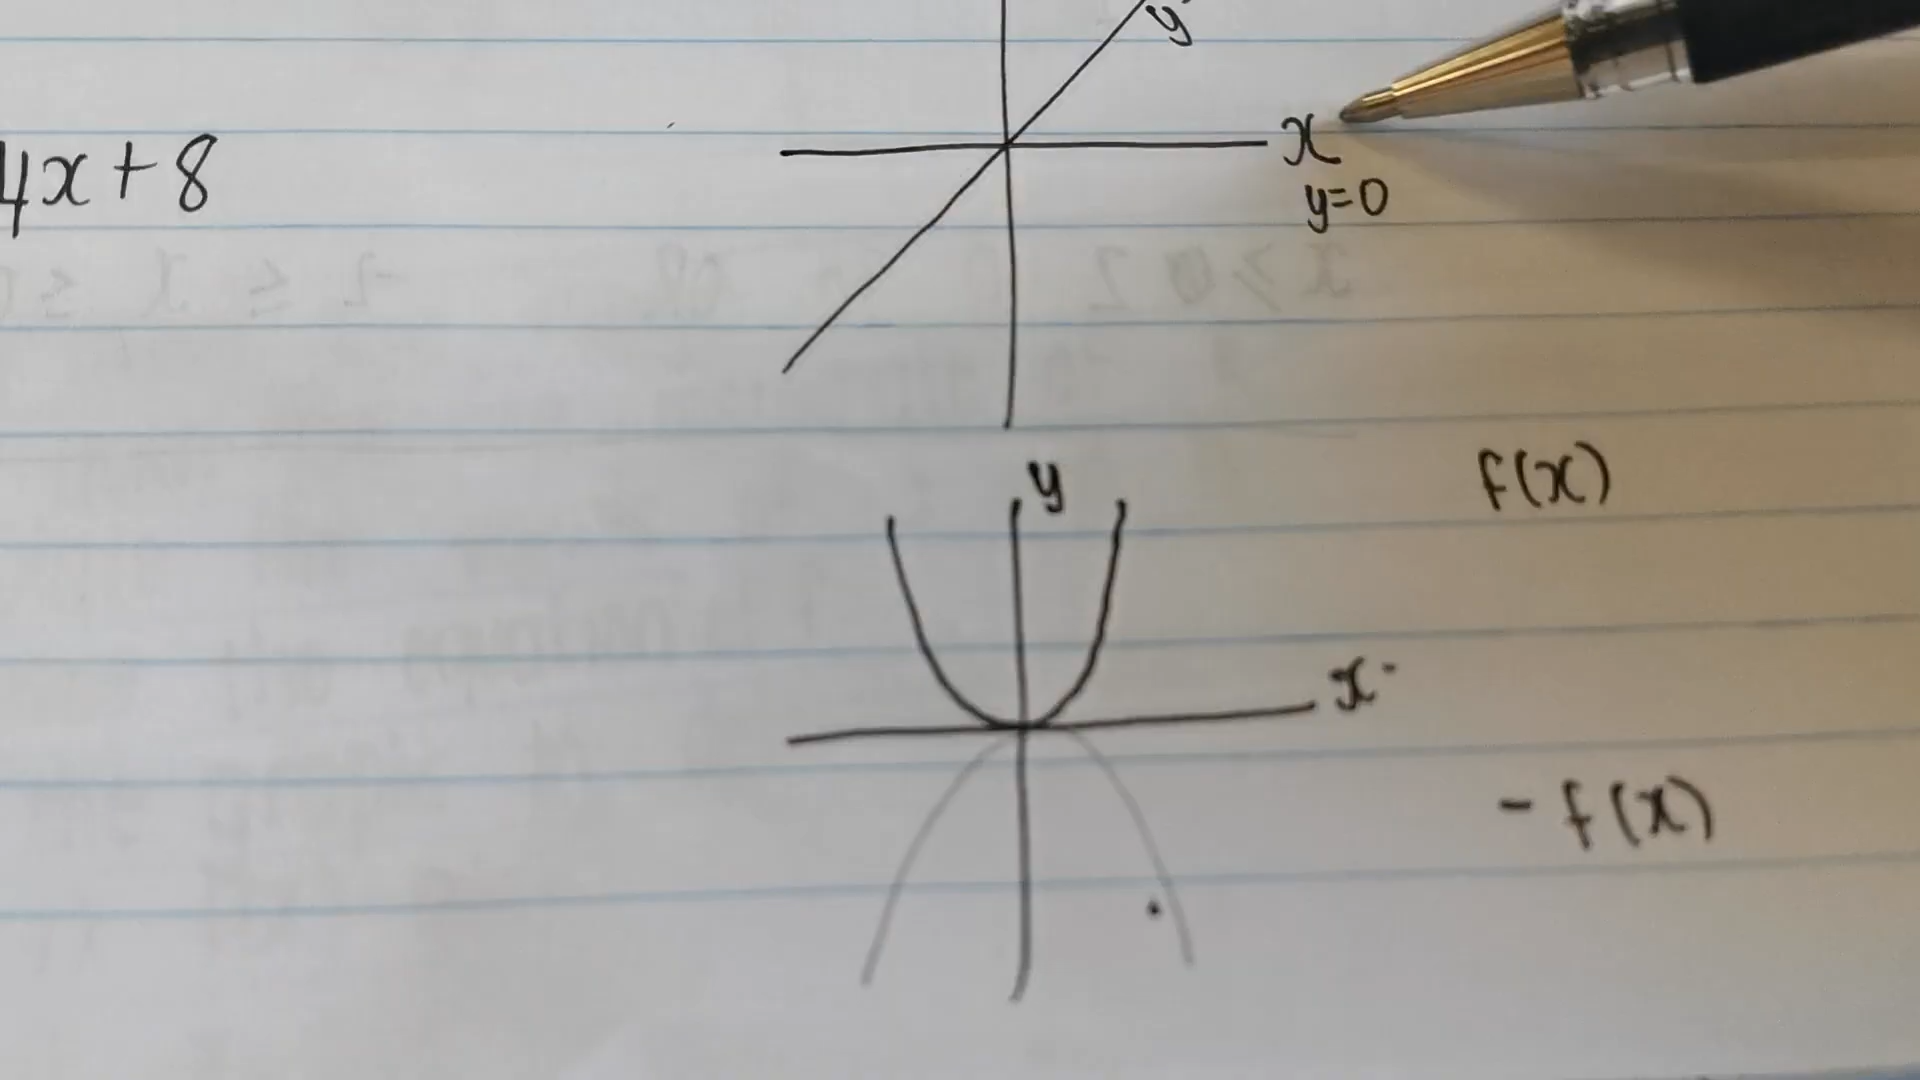 y
4x+8
x
y=0
y
f(x)
x
- f(x)